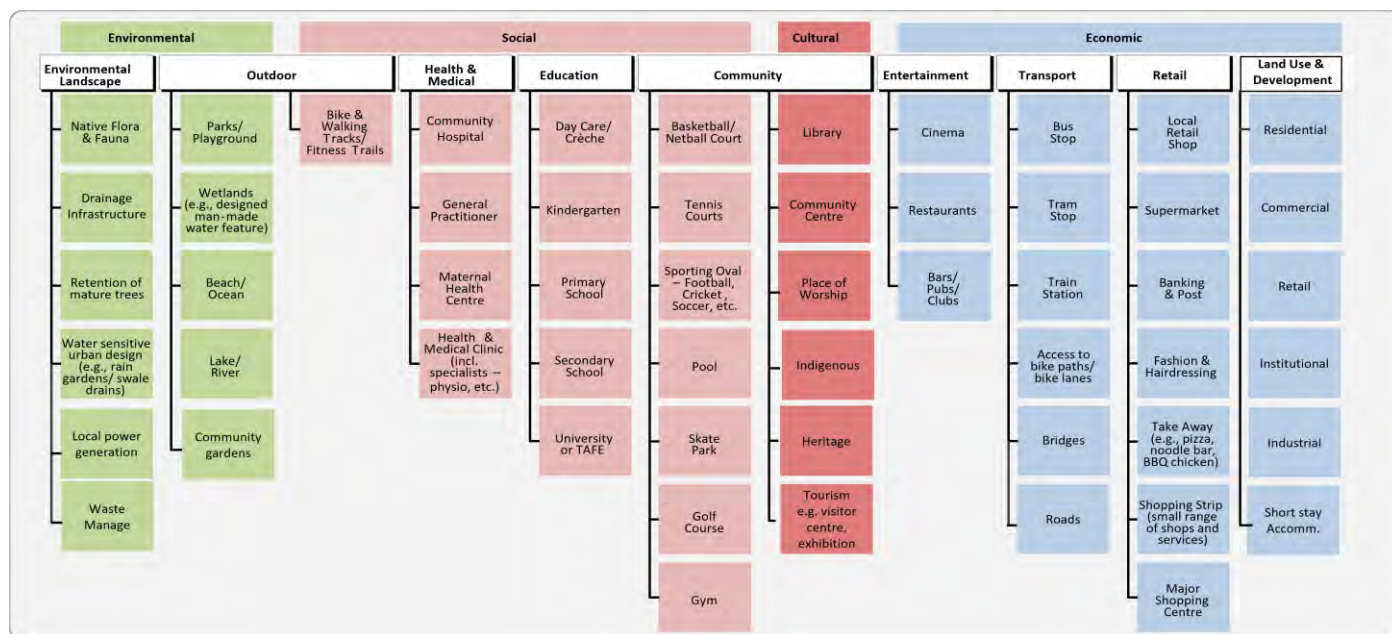 Environmental
Social
Cultural
Economic
Environmental
Landscape
Outdoor
Health &
Medical
Education
Community
Entertainment
Transport
Retail
Land Use &
Development
Native Flora
& Fauna
Drainage
Infrastructure
Retention of
mature trees
Water sensitive
urban design
(e.g., rain
gardens/ swale
drains)
Local power
generation
Waste
Manage
Parks/
Playground
Wetlands
(e.g., designed
man-made
water feature)
Beach/
Ocean
Lake/
River
Community
gardens
Bike &
Walking
Tracks/
Fitness Trails
Community
Hospital
General
Practitioner
Maternal
Health
Centre
Health &
Medical Clinic
(incl.
specialists –
physio, etc.)
Day Care/
Crèche
Kindergarten
Primary
School
Secondary
School
University
or TAFE
Basketball/
Netball Court
Tennis
Courts
Sporting Oval
– Football,
Cricket ,
Soccer, etc.
Pool
Skate
Park
Golf
Course
Gym
Library
Community
Centre
Place of
Worship
Indigenous
Heritage
Tourism
e.g. visitor
centre,
exhibition
Cinema
Restaurants
Bars/
Pubs/
Clubs
Bus
Stop
Tram
Stop
Train
Station
Access to
bike paths/
bike lanes
Bridges
Roads
Local
Retail
Shop
Supermarket
Banking
& Post
Fashion &
Hairdressing
Take Away
(e.g., pizza,
noodle bar,
BBQ chicken)
Shopping Strip
(small range
of shops and
services)
Major
Shopping
Centre
Residential
Commercial
Retail
Institutional
Industrial
Short stay
Accomm.